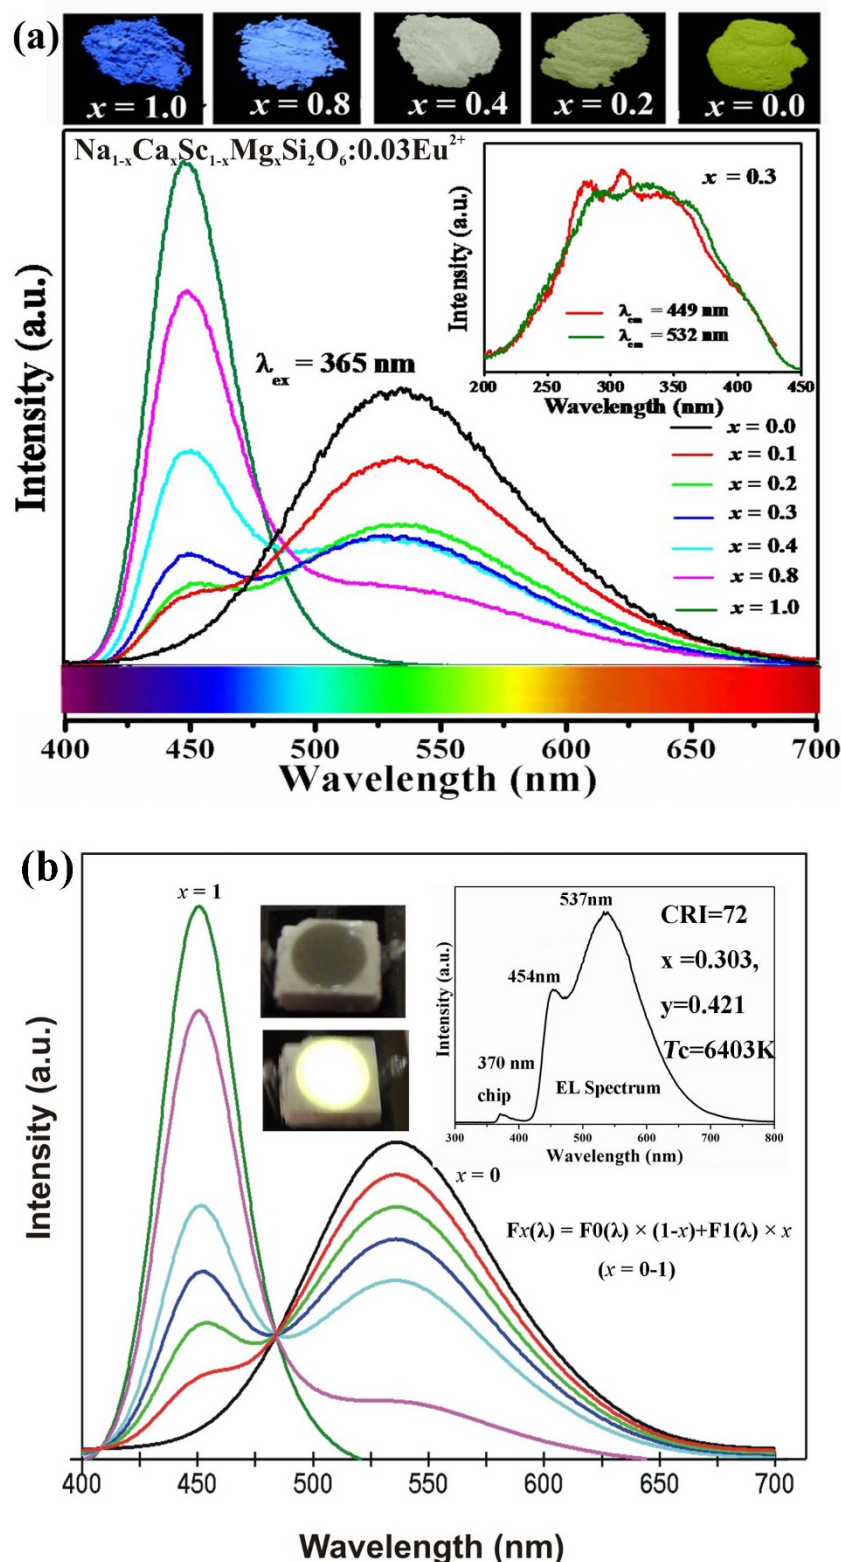 (a)
x = 1.0 x = 0.8 x = 0.4 x = 0.2 x = 0.0
Na1-xCaxSc1-xMgxSi2O6:0.03Eu2+
x = 0.3
Intensity (a.u.)
λem = 449 nm
λem = 532 nm
200 250 300 350 400 450
Wavelength (nm)
λex = 365 nm
Intensity (a.u.)
x = 0.0
x = 0.1
x = 0.2
x = 0.3
x = 0.4
x = 0.8
x = 1.0
400 450 500 550 600 650 700
Wavelength (nm)
(b)
x = 1
537nm
CRI=72
x =0.303,
454nm
y=0.421
Tc=6403K
370 nm
chip
EL Spectrum
Intensity (a.u.)
300 400 500 600 700 800
Wavelength (nm)
x = 0
Fx(λ) = F0(λ) × (1-x)+F1(λ) × x
(x = 0-1)
Intensity (a.u.)
400 450 500 550 600 650 700
Wavelength (nm)